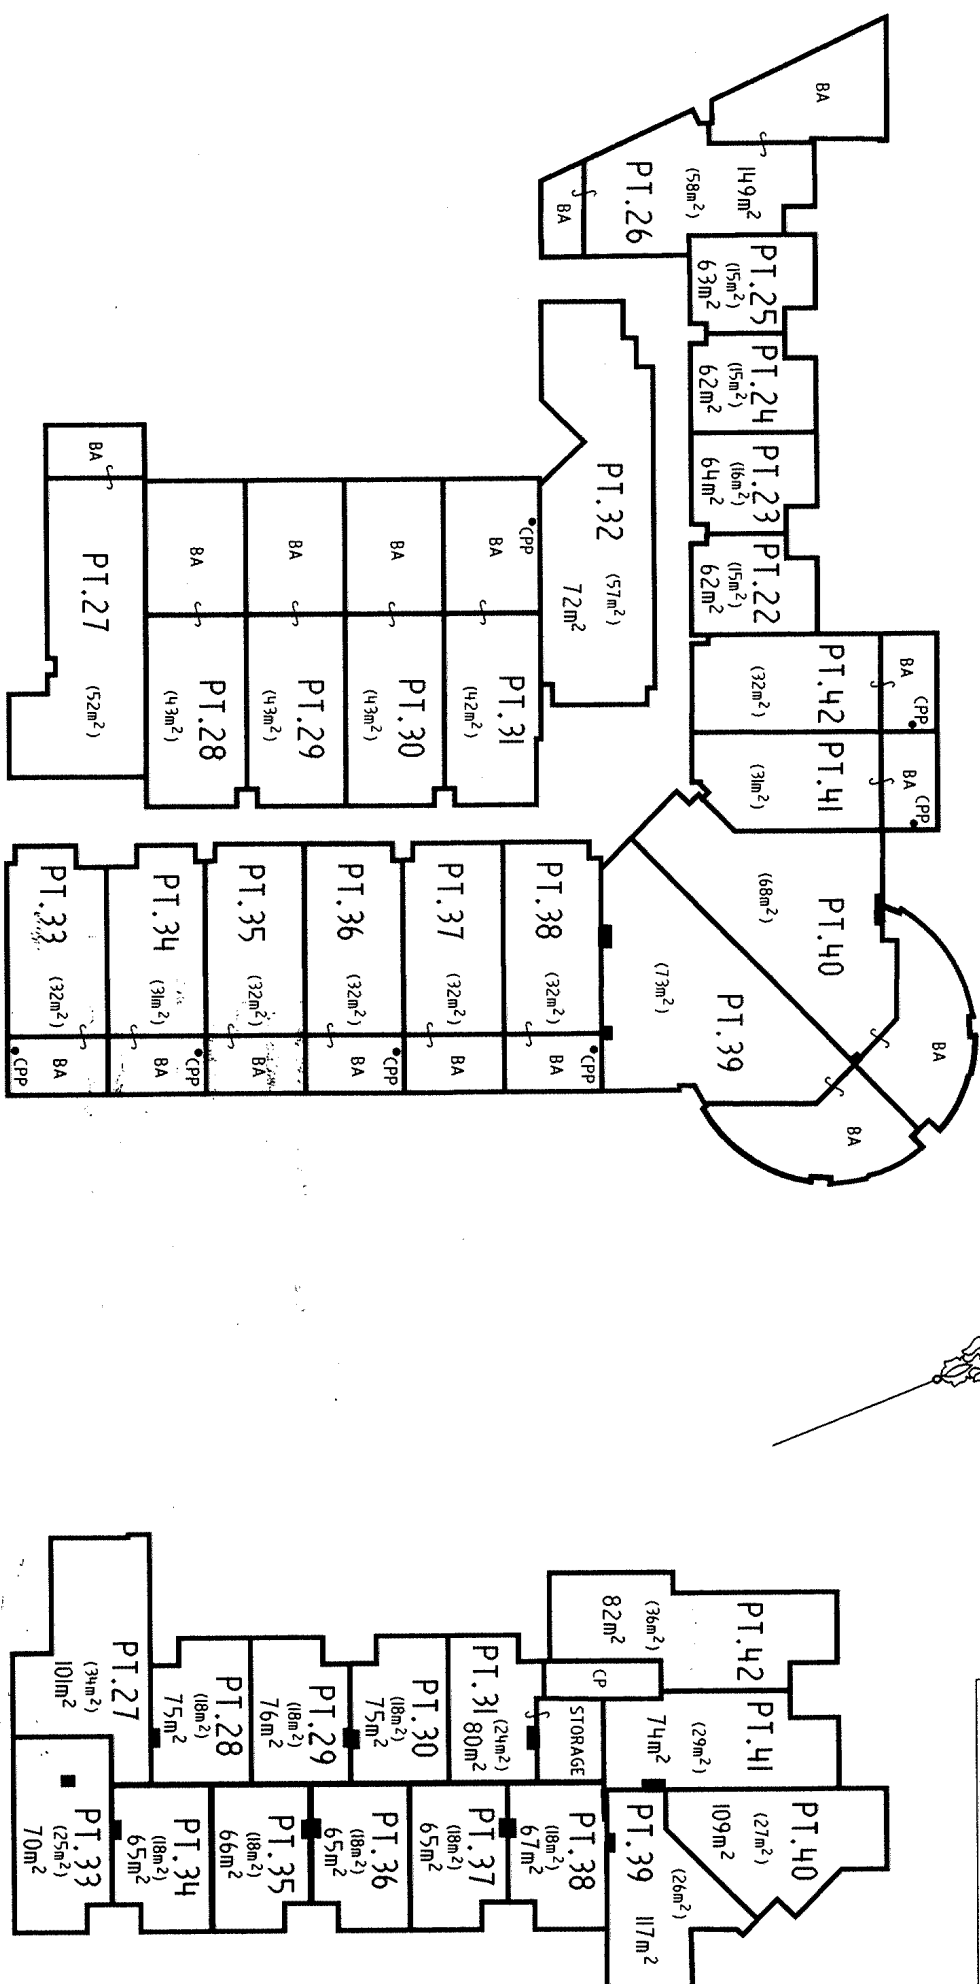 BA
149m²
(58m²)
PT.26
BA
PT.25
(15m²)
63m²
PT.24
(15m²)
62m²
PT.23
(16m²)
64m²
PT.22
(15m²)
62m²
PT.32
(57m²)
72m²
BA
PT.27
(52m²)
BA
PT.28
(43m²)
BA
PT.29
(43m²)
BA
PT.30
(43m²)
CPP
BA
PT.31
(42m²)
BA
CPP
PT.42
(32m²)
BA
CPP
PT.41
(31m²)
PT.40
(68m²)
BA
PT.39
(73m²)
BA
PT.38
(32m²)
CPP
BA
PT.37
(32m²)
BA
PT.36
(32m²)
CPP
BA
PT.35
(32m²)
BA
PT.34
(31m²)
CPP
BA
PT.33
(32m²)
BA
CPP
PT.42
(36m²)
82m²
CP
STORAGE
PT.41
(29m²)
74m²
PT.40
(27m²)
109m²
PT.39
(26m²)
117m²
PT.31
(24m²)
80m²
PT.30
(18m²)
75m²
PT.29
(18m²)
76m²
PT.28
(18m²)
75m²
PT.27
(34m²)
101m²
PT.38
(18m²)
67m²
PT.37
(18m²)
65m²
PT.36
(18m²)
65m²
PT.35
(18m²)
66m²
PT.34
(18m²)
65m²
PT.33
(25m²)
70m²